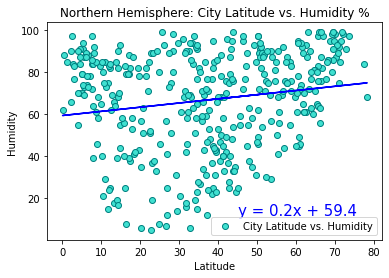 Northern Hemisphere: City Latitude vs. Humidity %
100
80
60
40
20
Humidity
y = 0.2x + 59.4
City Latitude vs. Humidity
0 10 20 30 40 50 60 70 80
Latitude